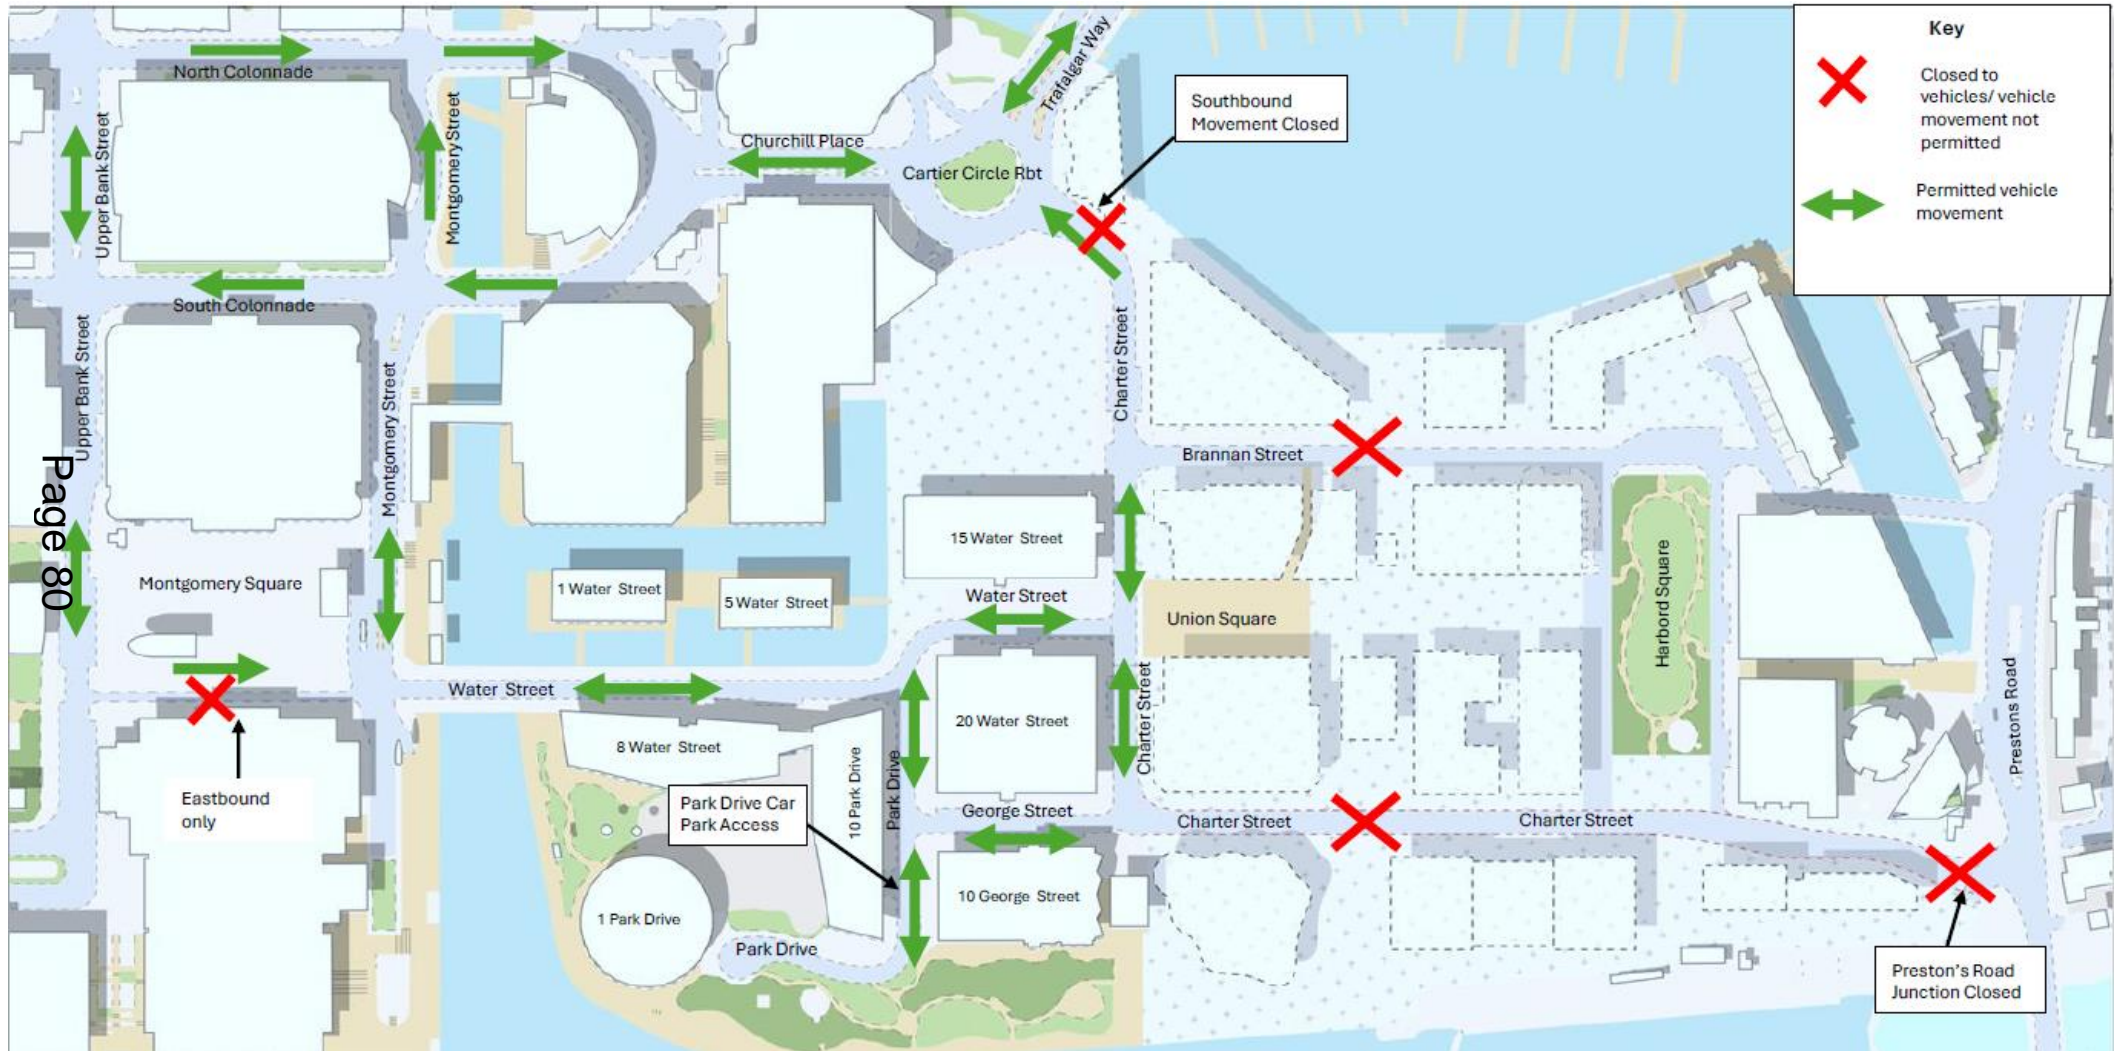 Key
Closed to
vehicles/ vehicle
movement not
permitted
Permitted vehicle
movement
Trafalgar Way
North Colonnade
Southbound
Movement Closed
Upper Bank Street
Montgomery Street
Churchill Place
Cartier Circle Rbt
South Colonnade
Upper Bank Street
Montgomery Street
Charter Street
Brannan Street
Page 80
15 Water Street
Montgomery Square
1 Water Street
5 Water Street
Water Street
Union Square
Harbord Square
Prestons Road
Water Street
8 Water Street
10 Park Drive
Park Drive
20 Water Street
Charter Street
Eastbound
only
Park Drive Car
Park Access
George Street
Charter Street
Charter Street
10 George Street
1 Park Drive
Park Drive
Preston's Road
Junction Closed